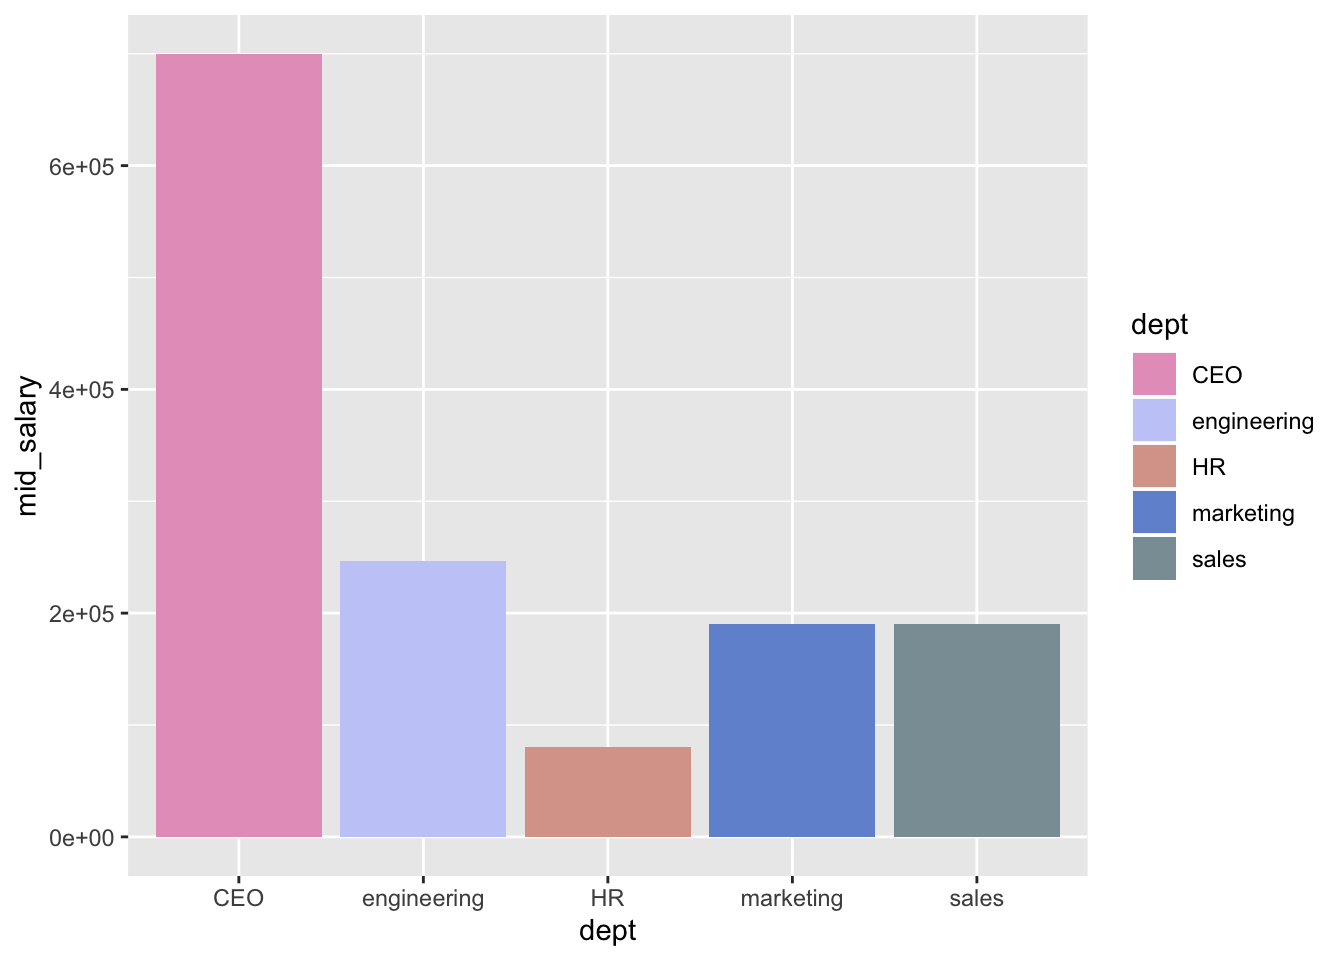 mid_salary
6e+05
4e+05
2e+05
0e+00
CEO engineering HR marketing sales
dept
dept
CEO
engineering
HR
marketing
sales